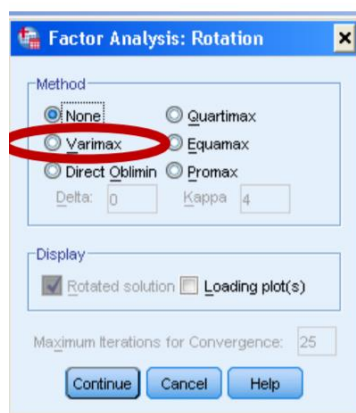 Factor Analysis: Rotation
Method
None Quartimax
Varimax Equamax
Direct Oblimin Promax
Delta: 0 Kappa 4
Display
Rotated solution Loading plot(s)
Maximum Iterations for Convergence: 25
Continue Cancel Help